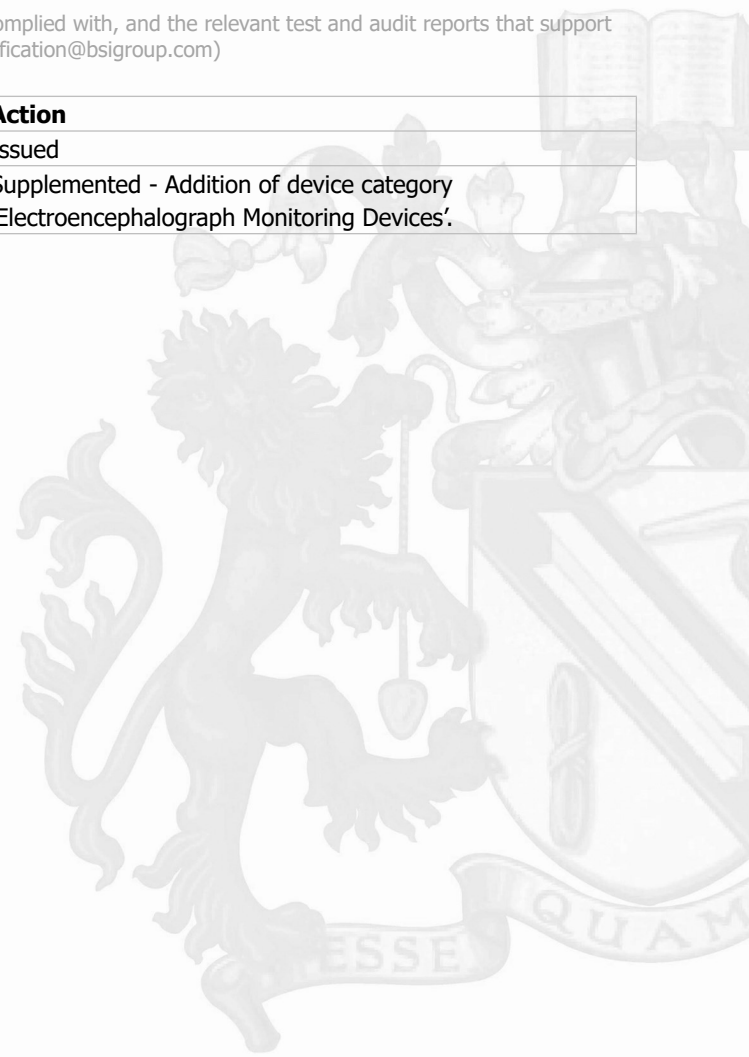 omplied with, and the relevant test and audit reports that support
fication@bsigroup.com)
Action
Issued
Supplemented - Addition of device category
Electroencephalograph Monitoring Devices’.
ESSE QUAM